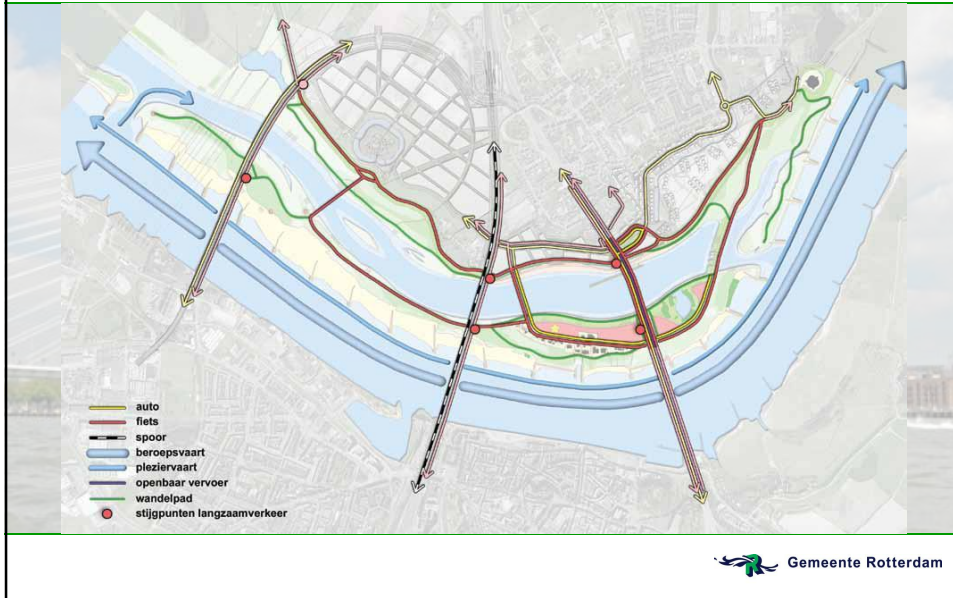 auto
fiets
spoor
beroepsvaart
pleziervaart
openbaar vervoer
wandelpad
stijgpunten langzaamverkeer
Gemeente Rotterdam